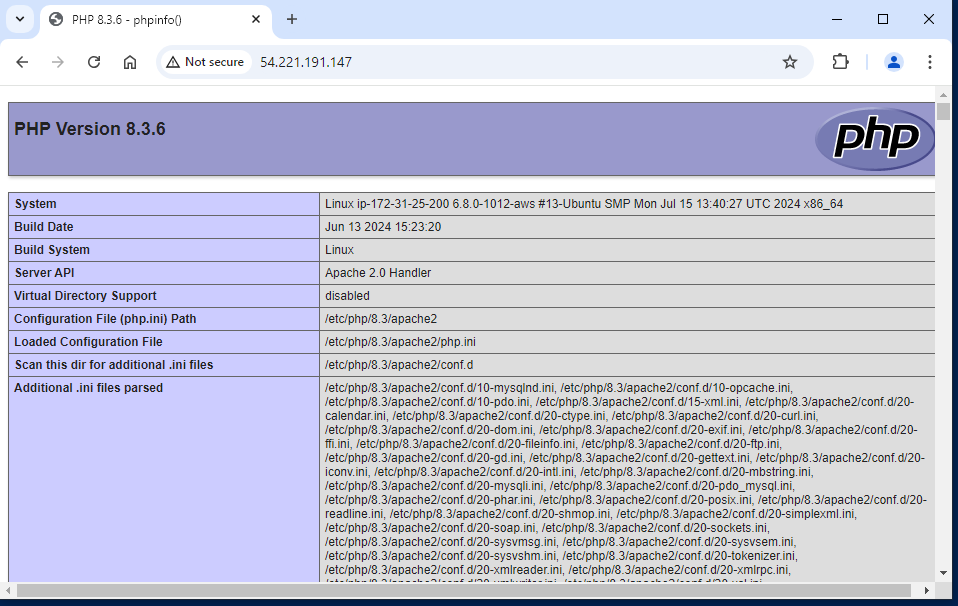 PHP 8.3.6 - phpinfo()
Not secure 54.221.191.147
PHP Version 8.3.6
php
System Linux ip-172-31-25-200 6.8.0-1012-aws #13-Ubuntu SMP Mon Jul 15 13:40:27 UTC 2024 x86_64
Build Date Jun 13 2024 15:23:20
Build System Linux
Server API Apache 2.0 Handler
Virtual Directory Support disabled
Configuration File (php.ini) Path /etc/php/8.3/apache2
Loaded Configuration File /etc/php/8.3/apache2/php.ini
Scan this dir for additional .ini files /etc/php/8.3/apache2/conf.d
Additional .ini files parsed /etc/php/8.3/apache2/conf.d/10-mysqlnd.ini, /etc/php/8.3/apache2/conf.d/10-opcache.ini,
/etc/php/8.3/apache2/conf.d/10-pdo.ini, /etc/php/8.3/apache2/conf.d/15-xml.ini, /etc/php/8.3/apache2/conf.d/20-
calendar.ini, /etc/php/8.3/apache2/conf.d/20-ctype.ini, /etc/php/8.3/apache2/conf.d/20-curl.ini,
/etc/php/8.3/apache2/conf.d/20-dom.ini, /etc/php/8.3/apache2/conf.d/20-exif.ini, /etc/php/8.3/apache2/conf.d/20-
ffi.ini, /etc/php/8.3/apache2/conf.d/20-fileinfo.ini, /etc/php/8.3/apache2/conf.d/20-ftp.ini,
/etc/php/8.3/apache2/conf.d/20-gd.ini, /etc/php/8.3/apache2/conf.d/20-gettext.ini, /etc/php/8.3/apache2/conf.d/20-
iconv.ini, /etc/php/8.3/apache2/conf.d/20-intl.ini, /etc/php/8.3/apache2/conf.d/20-mbstring.ini,
/etc/php/8.3/apache2/conf.d/20-mysqli.ini, /etc/php/8.3/apache2/conf.d/20-pdo_mysql.ini,
/etc/php/8.3/apache2/conf.d/20-phar.ini, /etc/php/8.3/apache2/conf.d/20-posix.ini, /etc/php/8.3/apache2/conf.d/20-
readline.ini, /etc/php/8.3/apache2/conf.d/20-shmop.ini, /etc/php/8.3/apache2/conf.d/20-simplexml.ini,
/etc/php/8.3/apache2/conf.d/20-soap.ini, /etc/php/8.3/apache2/conf.d/20-sockets.ini,
/etc/php/8.3/apache2/conf.d/20-sysvmsg.ini, /etc/php/8.3/apache2/conf.d/20-sysvsem.ini,
/etc/php/8.3/apache2/conf.d/20-sysvshm.ini, /etc/php/8.3/apache2/conf.d/20-tokenizer.ini,
/etc/php/8.3/apache2/conf.d/20-xmlreader.ini, /etc/php/8.3/apache2/conf.d/20-xmlrpc.ini,